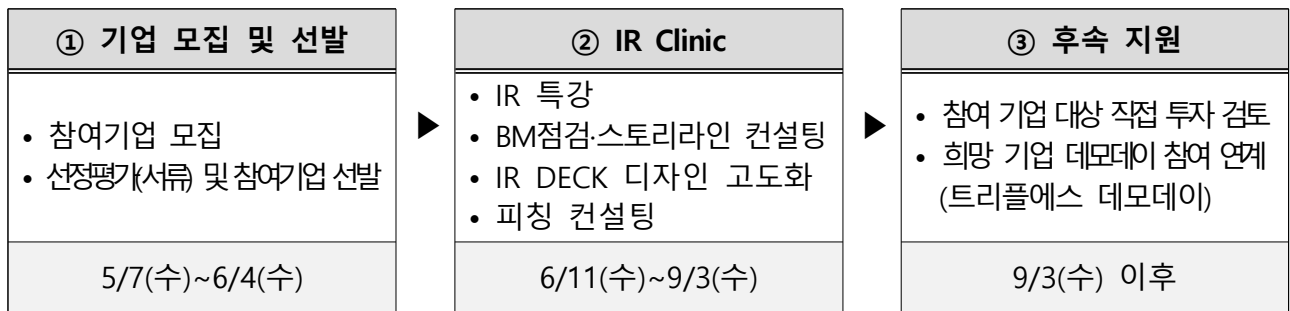 ① 기업 모집 및 선발
• 참여기업 모집
• 선정평가(서류) 및 참여기업 선발
5/7(수)~6/4(수)
▶
② IR Clinic
• IR 특강
• BM점검·스토리라인 컨설팅
• IR DECK 디자인 고도화
• 피칭 컨설팅
6/11(수)~9/3(수)
▶
③ 후속 지원
• 참여 기업 대상 직접 투자 검토
• 희망 기업 데모데이 참여 연계
(트리플에스 데모데이)
9/3(수) 이후